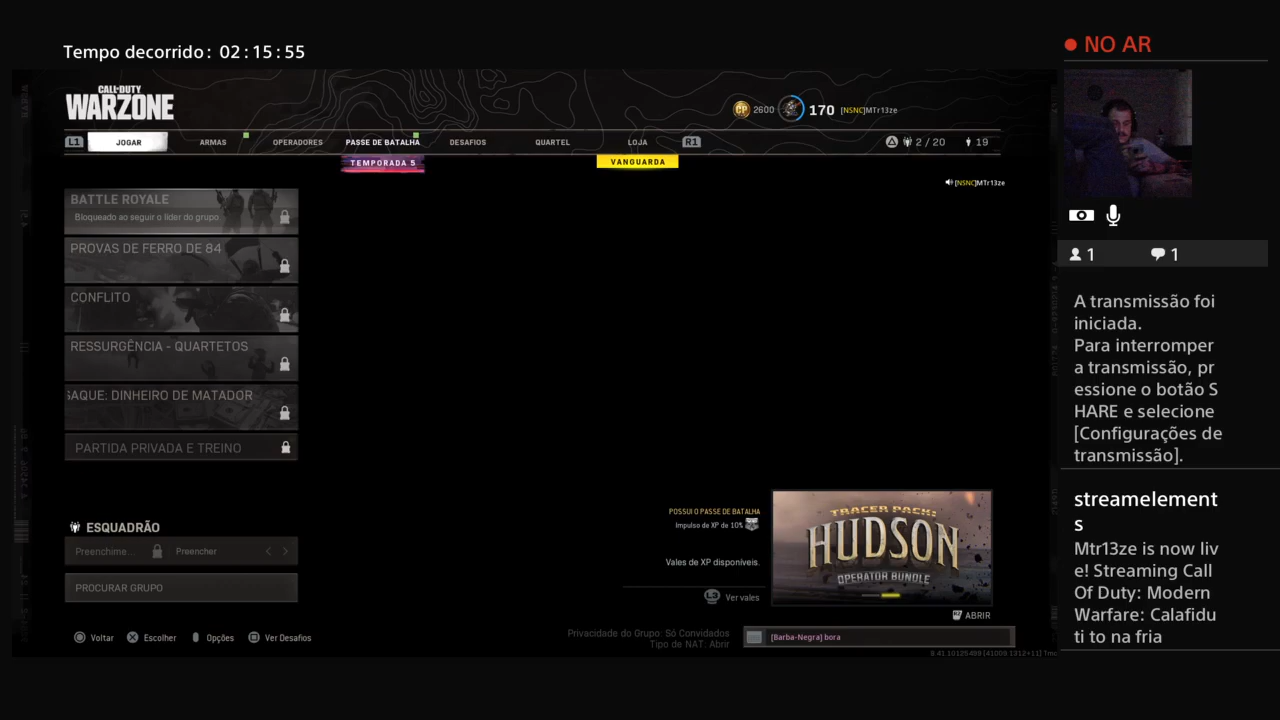 Tempo decorrido: 02:15:55
NO AR
CALL OF DUTY
WARZONE
CP 2600 170 [NSNC]MTr13ze
L1 JOGAR ARMAS OPERADORES PASSE DE BATALHA DESAFIOS QUARTEL LOJA R1 2 / 20 19
TEMPORADA 5 VANGUARDA
[NSNC]MTr13ze
BATTLE ROYALE
Bloqueado ao seguir o líder do grupo.
PROVAS DE FERRO DE 84
CONFLITO
RESSURGÊNCIA - QUARTETOS
SAQUE: DINHEIRO DE MATADOR
PARTIDA PRIVADA E TREINO
ESQUADRÃO
Preenchime... Preencher
PROCURAR GRUPO
Voltar Escolher Opções Ver Desafios
POSSUI O PASSE DE BATALHA
Impulso de XP de 10%
Vales de XP disponíveis.
L3 Ver vales
TRACER PACK:
HUDSON
OPERATOR BUNDLE
ABRIR
Privacidade do Grupo: Só Convidados
Tipo de NAT: Abrir
[Barba-Negra] bora
1 1
A transmissão foi
iniciada.
Para interromper
a transmissão, pr
essione o botão S
HARE e selecione
[Configurações de
transmissão].
streamelement
s
Mtr13ze is now liv
e! Streaming Call
Of Duty: Modern
Warfare: Calafidu
ti to na fria